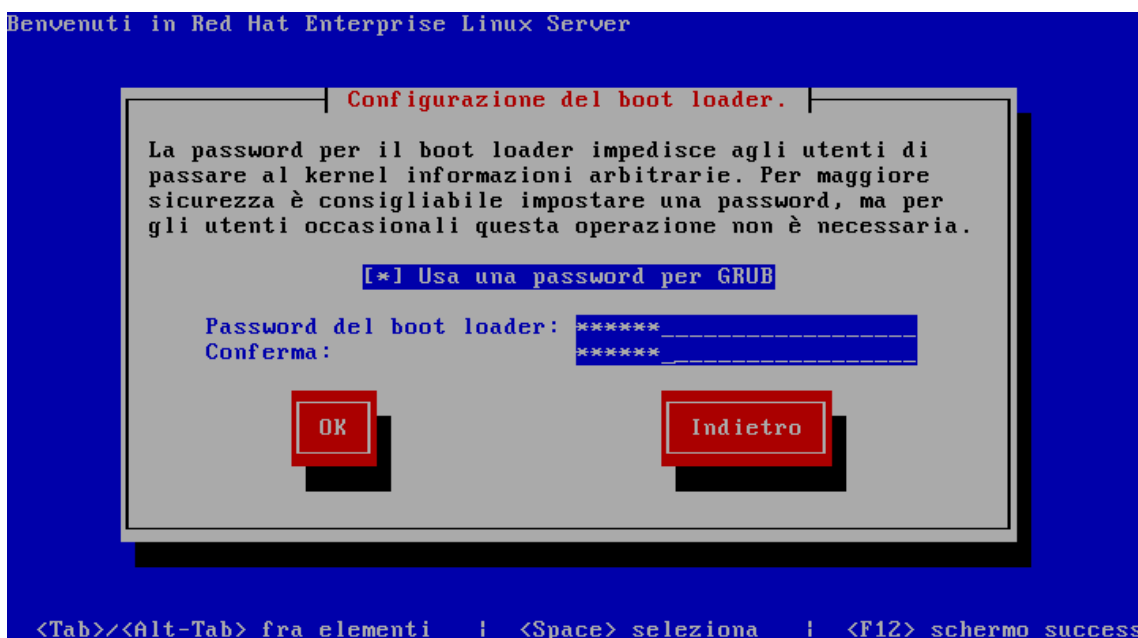 Benvenuti in Red Hat Enterprise Linux Server
Configurazione del boot loader.
La password per il boot loader impedisce agli utenti di
passare al kernel informazioni arbitrarie. Per maggiore
sicurezza è consigliabile impostare una password, ma per
gli utenti occasionali questa operazione non è necessaria.
[*] Usa una password per GRUB
Password del boot loader: ******__________________
Conferma: ******__________________
OK Indietro
<Tab>/<Alt-Tab> fra elementi | <Space> seleziona | <F12> schermo success